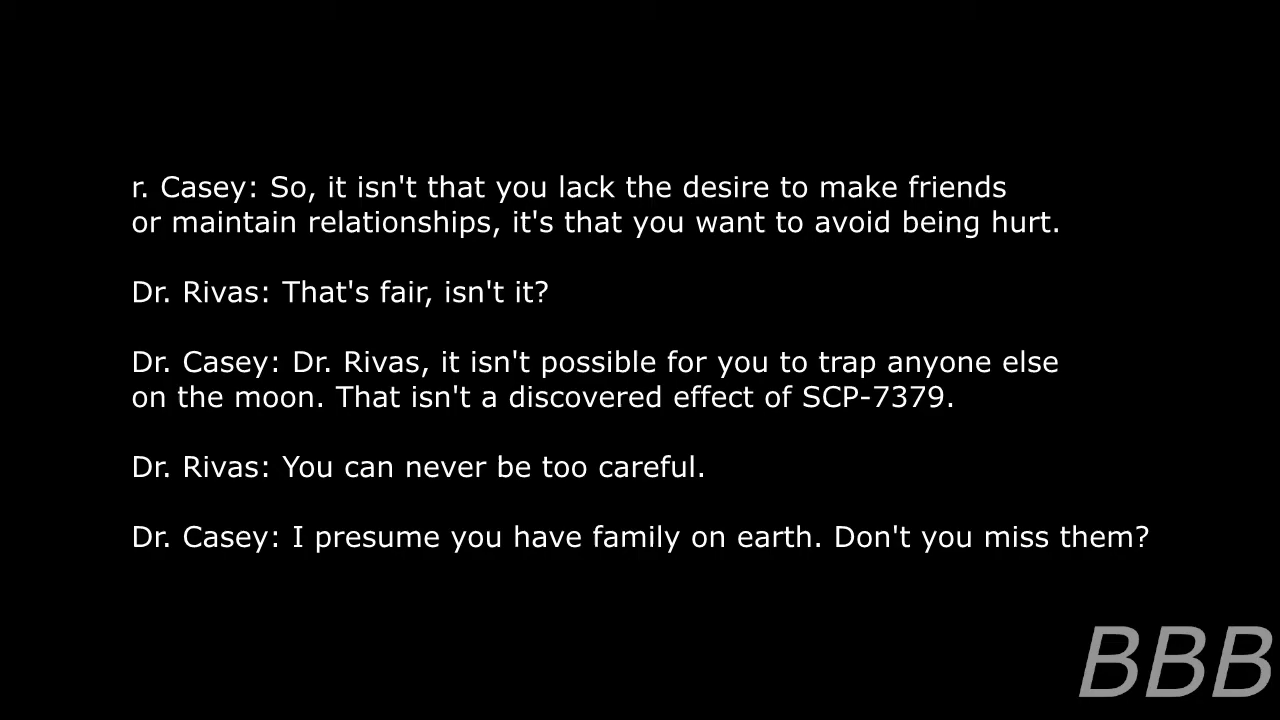 r. Casey: So, it isn't that you lack the desire to make friends
or maintain relationships, it's that you want to avoid being hurt.
Dr. Rivas: That's fair, isn't it?
Dr. Casey: Dr. Rivas, it isn't possible for you to trap anyone else
on the moon. That isn't a discovered effect of SCP-7379.
Dr. Rivas: You can never be too careful.
Dr. Casey: I presume you have family on earth. Don't you miss them?
BBB